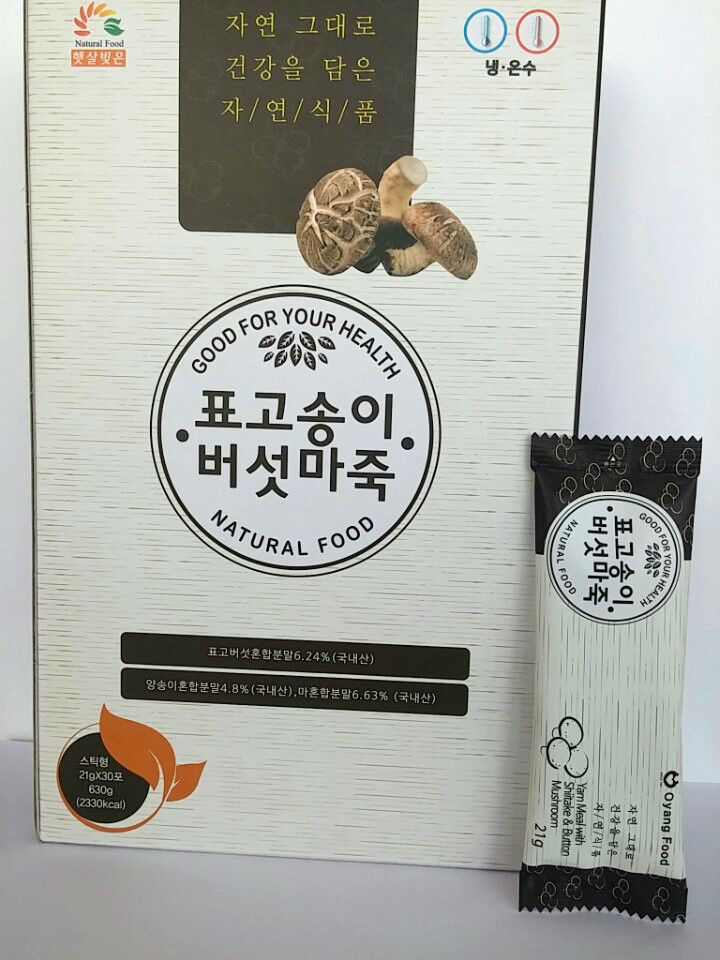 Natural Food
햇살빛은
자연 그대로
건강을 담은
자/연/식/품
냉·온수
GOOD FOR YOUR HEALTH
표고송이
버섯마죽
NATURAL FOOD
표고버섯혼합분말6.24%(국내산)
양송이혼합분말4.8%(국내산),마혼합분말6.63% (국내산)
스틱형
21gX30포
630g
(2330kcal)
GOOD FOR YOUR HEALTH
표고송이
버섯마죽
NATURAL FOOD
Oyang Food
자연 그대로
건강을 담은
자/연/식/품
Yam Meal with
Shiitake & Button
Mushroom
21g